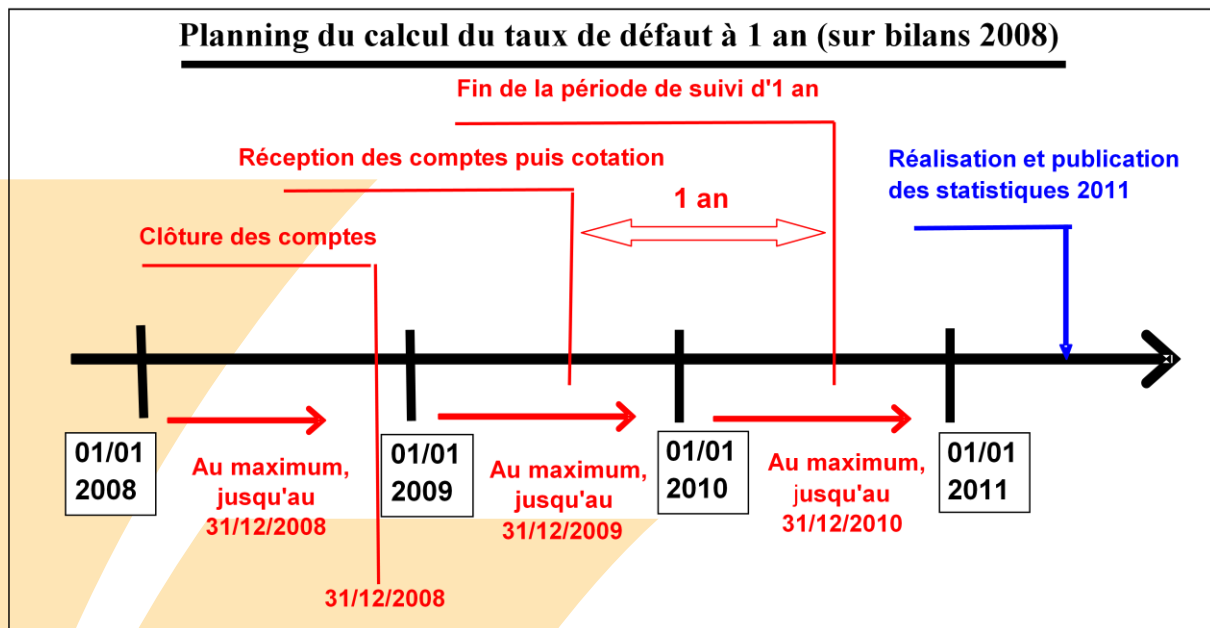 Planning du calcul du taux de défaut à 1 an (sur bilans 2008)
Fin de la période de suivi d'1 an
Réception des comptes puis cotation
Réalisation et publication
des statistiques 2011
1 an
Clôture des comptes
01/01
2008
Au maximum,
jusqu'au
31/12/2008
01/01
2009
Au maximum,
jusqu'au
31/12/2009
01/01
2010
Au maximum,
jusqu'au
31/12/2010
01/01
2011
31/12/2008